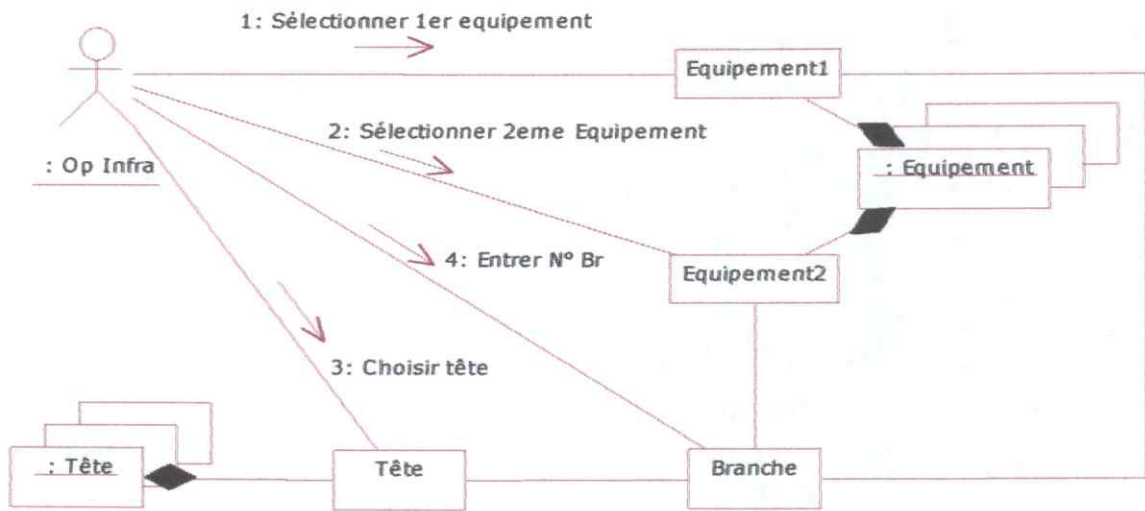 1: Sélectionner 1er equipement
Equipement1
2: Sélectionner 2eme Equipement
: Op Infra
: Equipement
4: Entrer N° Br
Equipement2
3: Choisir tête
: Tête
Tête
Branche